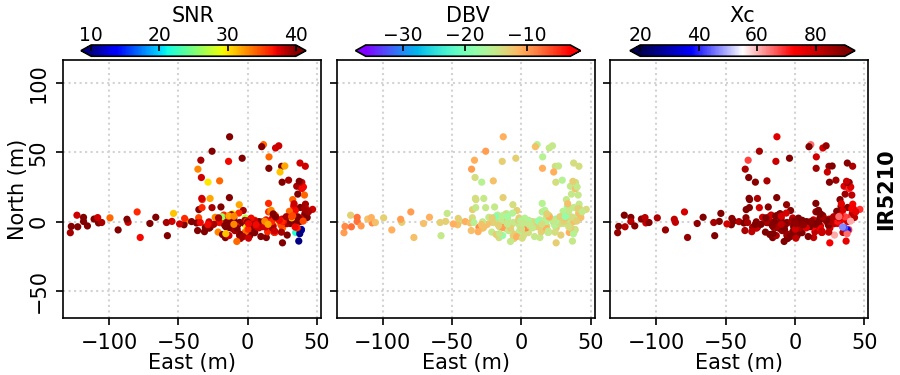 SNR DBV Xc
10 20 30 40 −30 −20 −10 20 40 60 80
North (m)
100
50
0
−50
IR5210
−100 −50 0 50 −100 −50 0 50 −100 −50 0 50
East (m) East (m) East (m)